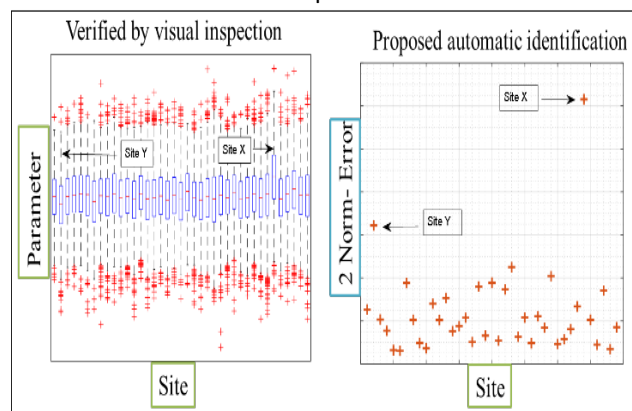 Verified by visual inspection
Proposed automatic identification
Parameter
Site Y
Site X
Site
2 Norm- Error
Site X
Site Y
Site